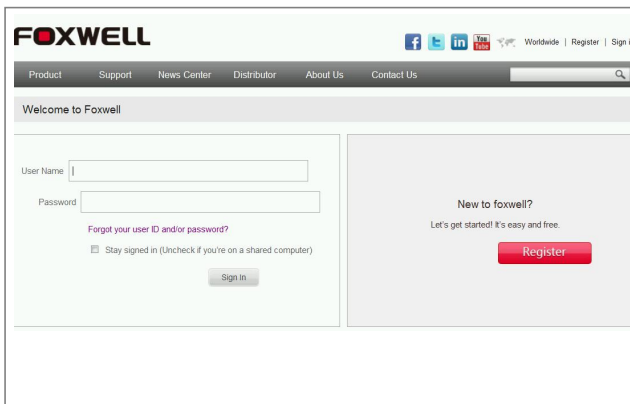 FOXWELL
You Tube
Worldwide | Register | Sign i
Product Support News Center Distributor About Us Contact Us
Welcome to Foxwell
User Name
Password
Forgot your user ID and/or password?
Stay signed in (Uncheck if you're on a shared computer)
Sign In
New to foxwell?
Let's get started! It's easy and free.
Register